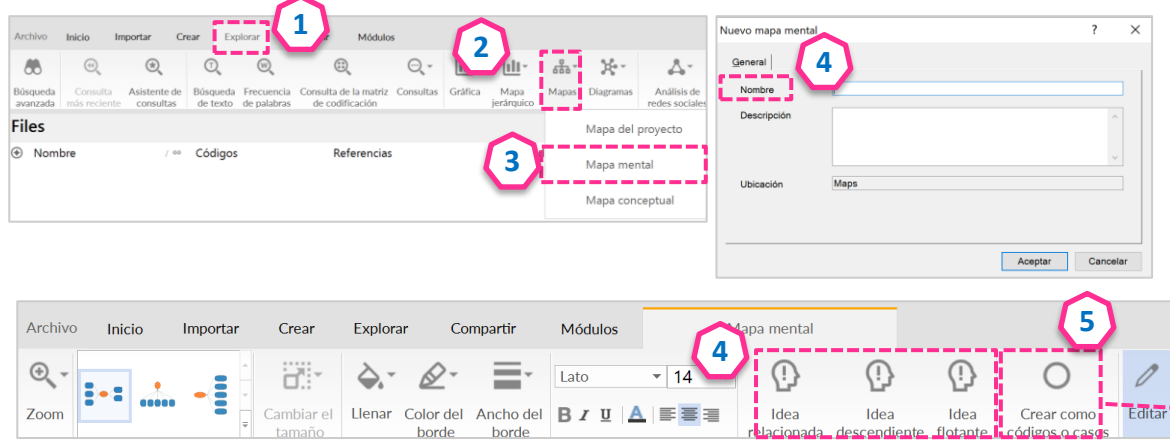 1
Archivo Inicio Importar Crear Explorar Módulos
2
Búsqueda avanzada
Consulta más reciente
Asistente de consultas
Búsqueda de texto
Frecuencia de palabras
Consulta de la matriz de codificación
Consultas
Gráfica
Mapa jerárquico
Mapas
Diagramas
Análisis de redes sociales
Files
Nombre Códigos Referencias
Mapa del proyecto
3
Mapa mental
Mapa conceptual
Nuevo mapa mental ? ×
General
4
Nombre
Descripción
Ubicación Maps
Aceptar Cancelar
Archivo Inicio Importar Crear Explorar Compartir Módulos Mapa mental
4
5
Lato 14
B I U A
Zoom
Cambiar el tamaño
Llenar
Color del borde
Ancho del borde
Idea relacionada
Idea descendiente
Idea flotante
Crear como códigos o casos
Editar